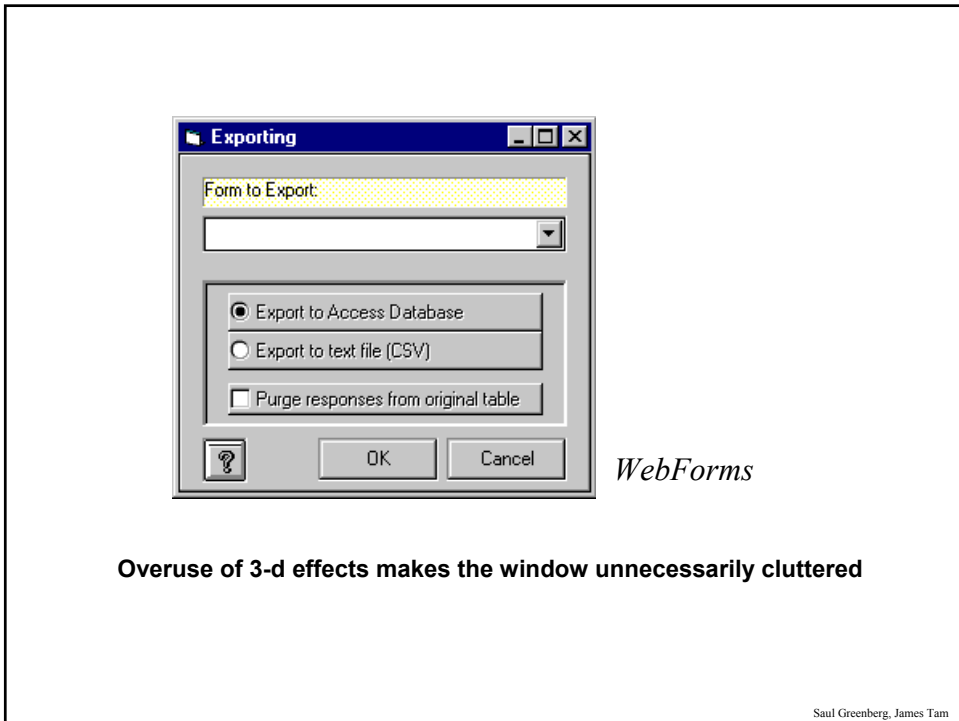 Exporting
Form to Export:
Export to Access Database
Export to text file (CSV)
Purge responses from original table
?
OK
Cancel
WebForms
Overuse of 3-d effects makes the window unnecessarily cluttered
Saul Greenberg, James Tam